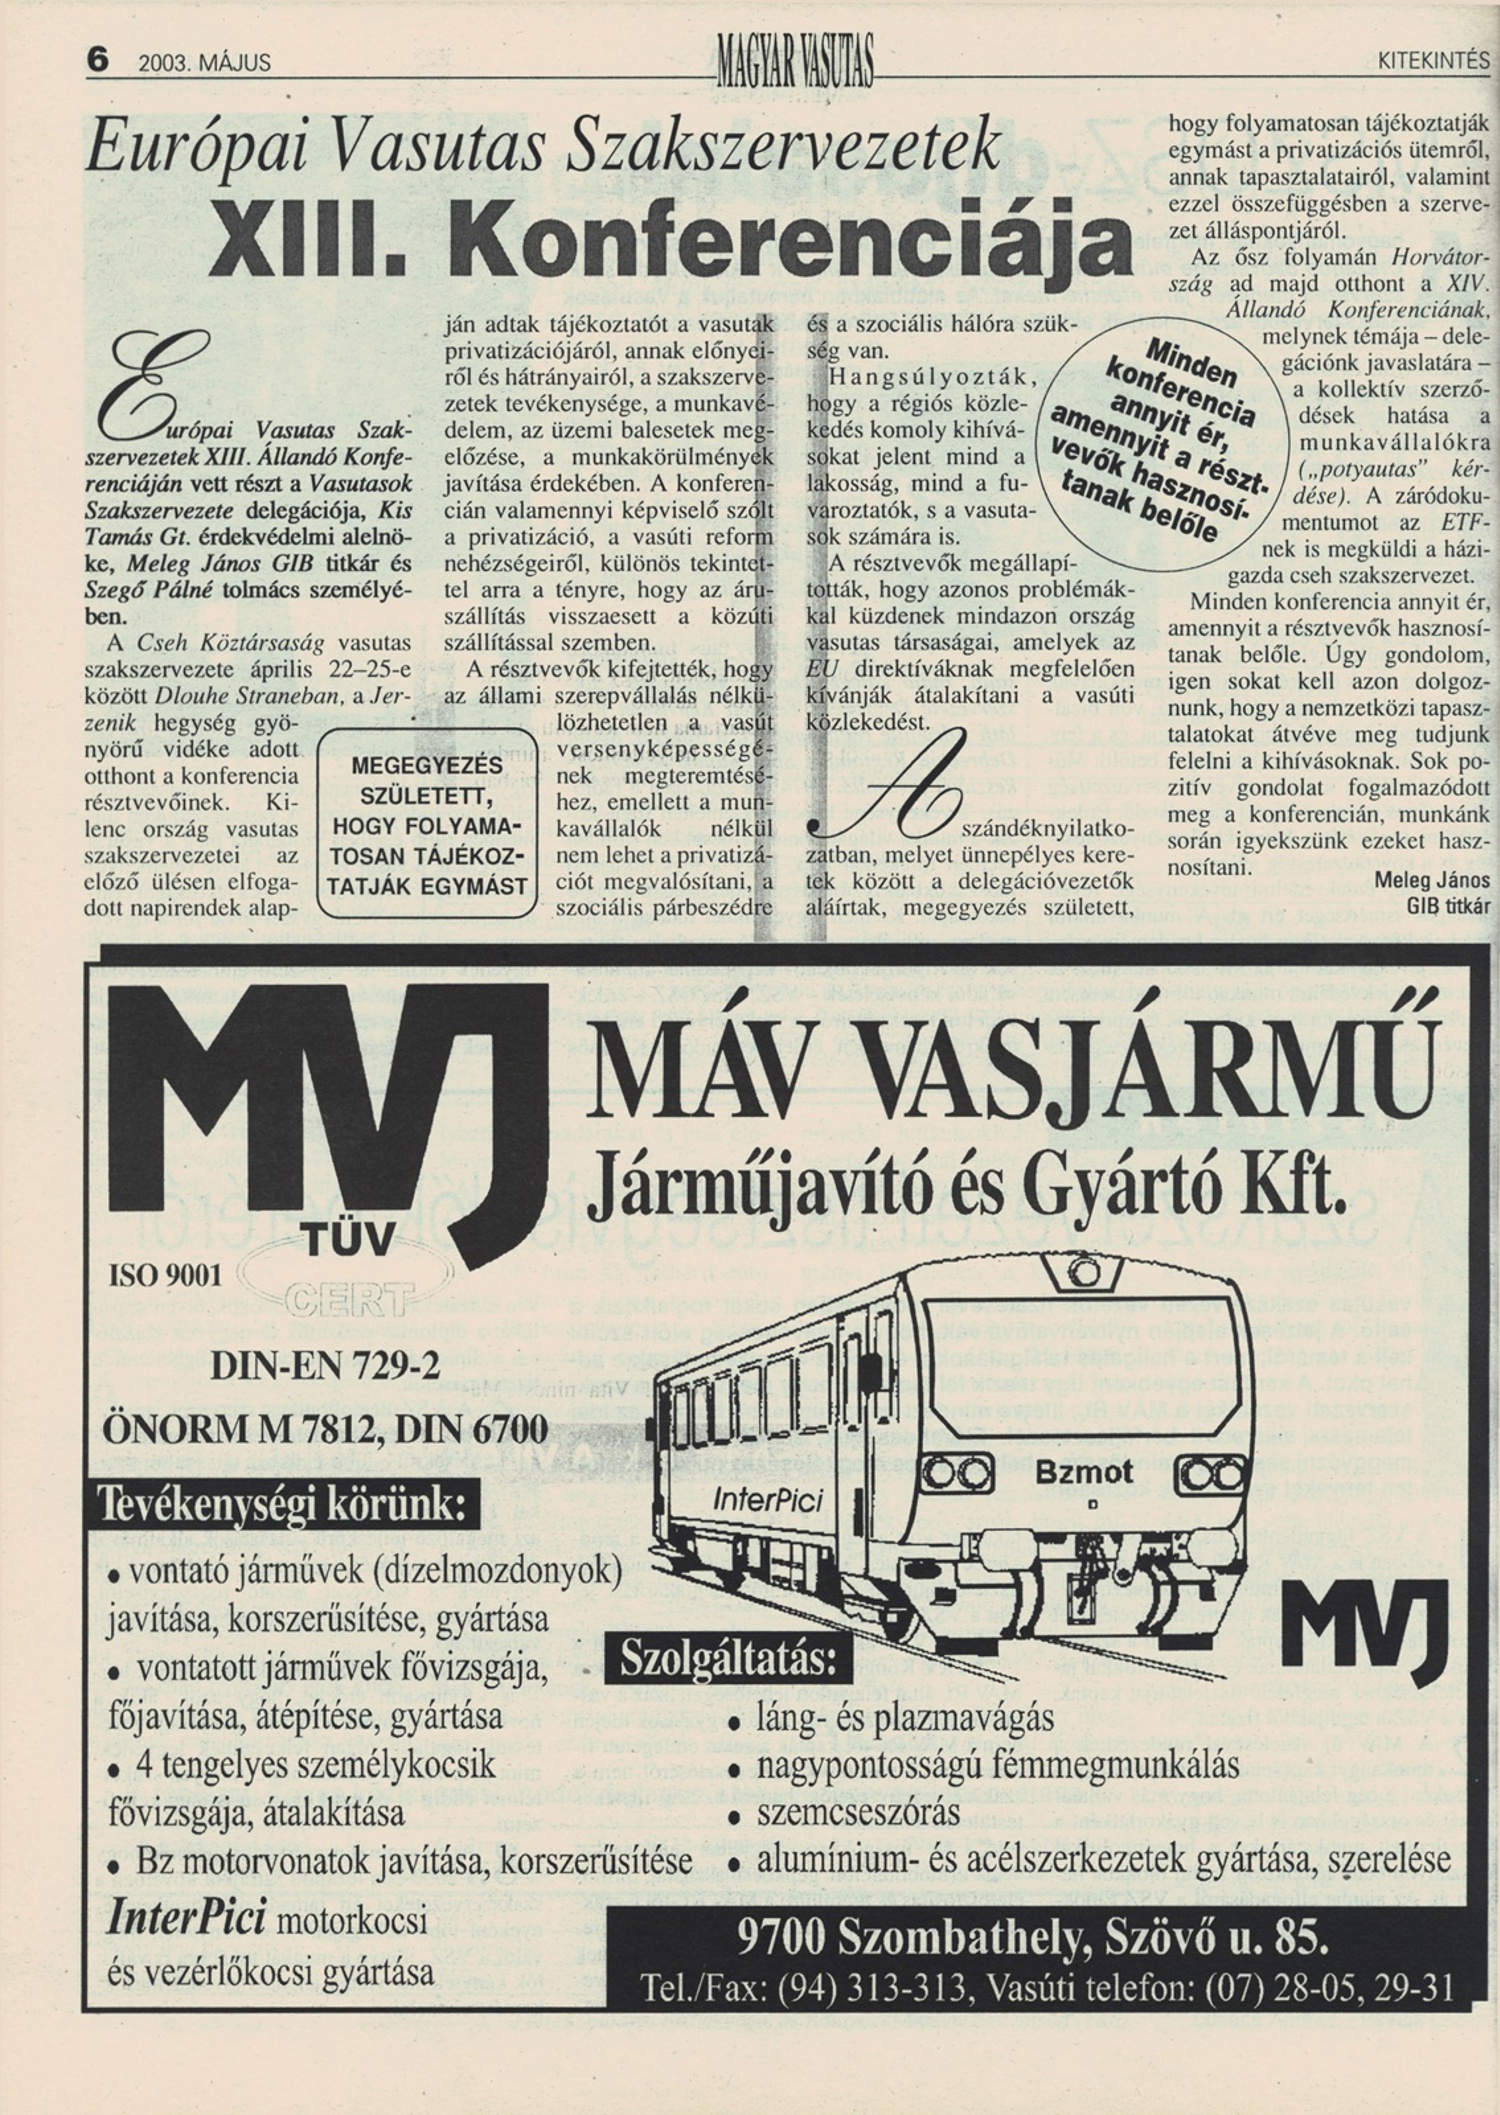 6 2003. MÁJUS
MAGYAR VASUTAS
KITEKINTÉS
Európai Vasutas Szakszervezetek
XIII. Konferenciája
Európai Vasutas Szak-
szervezetek XIII. Állandó Konfe-
renciáján vett részt a Vasutasok
Szakszervezete delegációja, Kis
Tamás Gt. érdekvédelmi alelnö-
ke, Meleg János GIB titkár és
Szegő Pálné tolmács személyé-
ben.
A Cseh Köztársaság vasutas
szakszervezete április 22–25-e
között Dlouhe Straneban, a Jer-
zenik hegység gyö-
nyörű vidéke adott
otthont a konferencia
résztvevőinek. Ki-
lenc ország vasutas
szakszervezetei az
előző ülésen elfoga-
dott napirendek alap-
MEGEGYEZÉS
SZÜLETETT,
HOGY FOLYAMA-
TOSAN TÁJÉKOZ-
TATJÁK EGYMÁST
ján adtak tájékoztatót a vasutak
privatizációjáról, annak előnyei-
ről és hátrányairól, a szakszerve-
zetek tevékenysége, a munkavé-
delem, az üzemi balesetek meg-
előzése, a munkakörülmények
javítása érdekében. A konferen-
cián valamennyi képviselő szólt
a privatizáció, a vasúti reform
nehézségeiről, különös tekintet-
tel arra a tényre, hogy az áru-
szállítás visszaesett a közúti
szállítással szemben.
A résztvevők kifejtették, hogy
az állami szerepvállalás nélkü-
lözhetetlen a vasút
versenyképességé-
nek megteremtésé-
hez, emellett a mun-
kavállalók nélkül
nem lehet a privatizá-
ciót megvalósítani, a
szociális párbeszédre
és a szociális hálóra szük-
ség van.
Hangsúlyozták,
hogy a régiós közle-
kedés komoly kihívá-
sokat jelent mind a
lakosság, mind a fu-
varoztatók, s a vasuta-
sok számára is.
A résztvevők megállapí-
tották, hogy azonos problémák-
kal küzdenek mindazon ország
vasutas társaságai, amelyek az
EU direktíváknak megfelelően
kívánják átalakítani a vasúti
közlekedést.
A szándéknyilatko-
zatban, melyet ünnepélyes kere-
tek között a delegációvezetők
aláírtak, megegyezés született,
Minden
konferencia
annyit ér,
amennyit a részt-
vevők hasznosí-
tanak belőle
hogy folyamatosan tájékoztatják
egymást a privatizációs ütemről,
annak tapasztalatairól, valamint
ezzel összefüggésben a szerve-
zet álláspontjáról.
Az ősz folyamán Horvátor-
szág ad majd otthont a XIV.
Állandó Konferenciának,
melynek témája – dele-
gációnk javaslatára –
a kollektív szerző-
dések hatása a
munkavállalókra
(„potyautas” kér-
dése). A záródoku-
mentumot az ETF-
nek is megküldi a házi-
gazda cseh szakszervezet.
Minden konferencia annyit ér,
amennyit a résztvevők hasznosí-
tanak belőle. Úgy gondolom,
igen sokat kell azon dolgoz-
nunk, hogy a nemzetközi tapasz-
talatokat átvéve meg tudjunk
felelni a kihívásoknak. Sok po-
zitív gondolat fogalmazódott
meg a konferencián, munkánk
során igyekszünk ezeket hasz-
nosítani.
Meleg János
GIB titkár
MVJ
MÁV VASJÁRMŰ
Járműjavító és Gyártó Kft.
TÜV
CERT
ISO 9001
DIN-EN 729-2
ÖNORM M 7812, DIN 6700
InterPici
Bzmot
MVJ
Tevékenységi körünk:
• vontató járművek (dízelmozdonyok)
javítása, korszerűsítése, gyártása
• vontatott járművek fővizsgája,
főjavítása, átépítése, gyártása
• 4 tengelyes személykocsik
fővizsgája, átalakítása
• Bz motorvonatok javítása, korszerűsítése
InterPici motorkocsi
és vezérlőkocsi gyártása
Szolgáltatás:
• láng- és plazmavágás
• nagypontosságú fémmegmunkálás
• szemcseszórás
• alumínium- és acélszerkezetek gyártása, szerelése
9700 Szombathely, Szövő u. 85.
Tel./Fax: (94) 313-313, Vasúti telefon: (07) 28-05, 29-31